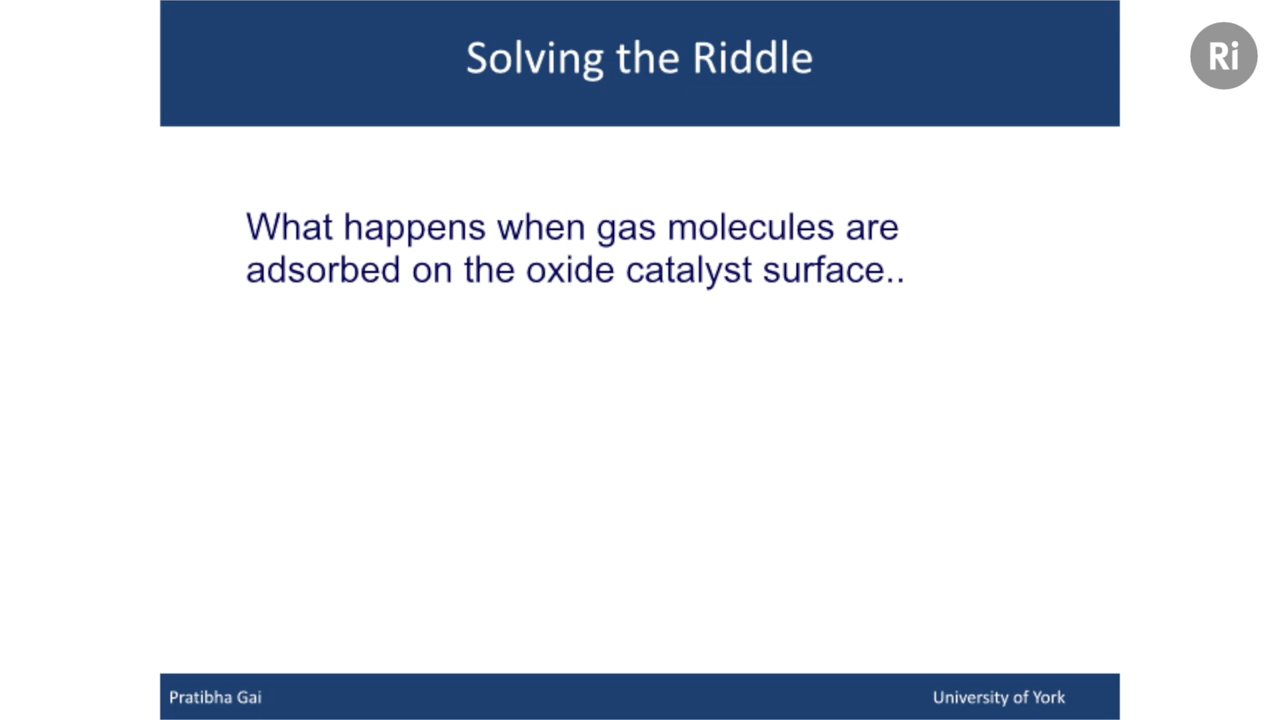 Solving the Riddle
Ri
What happens when gas molecules are
adsorbed on the oxide catalyst surface..
Pratibha Gai
University of York